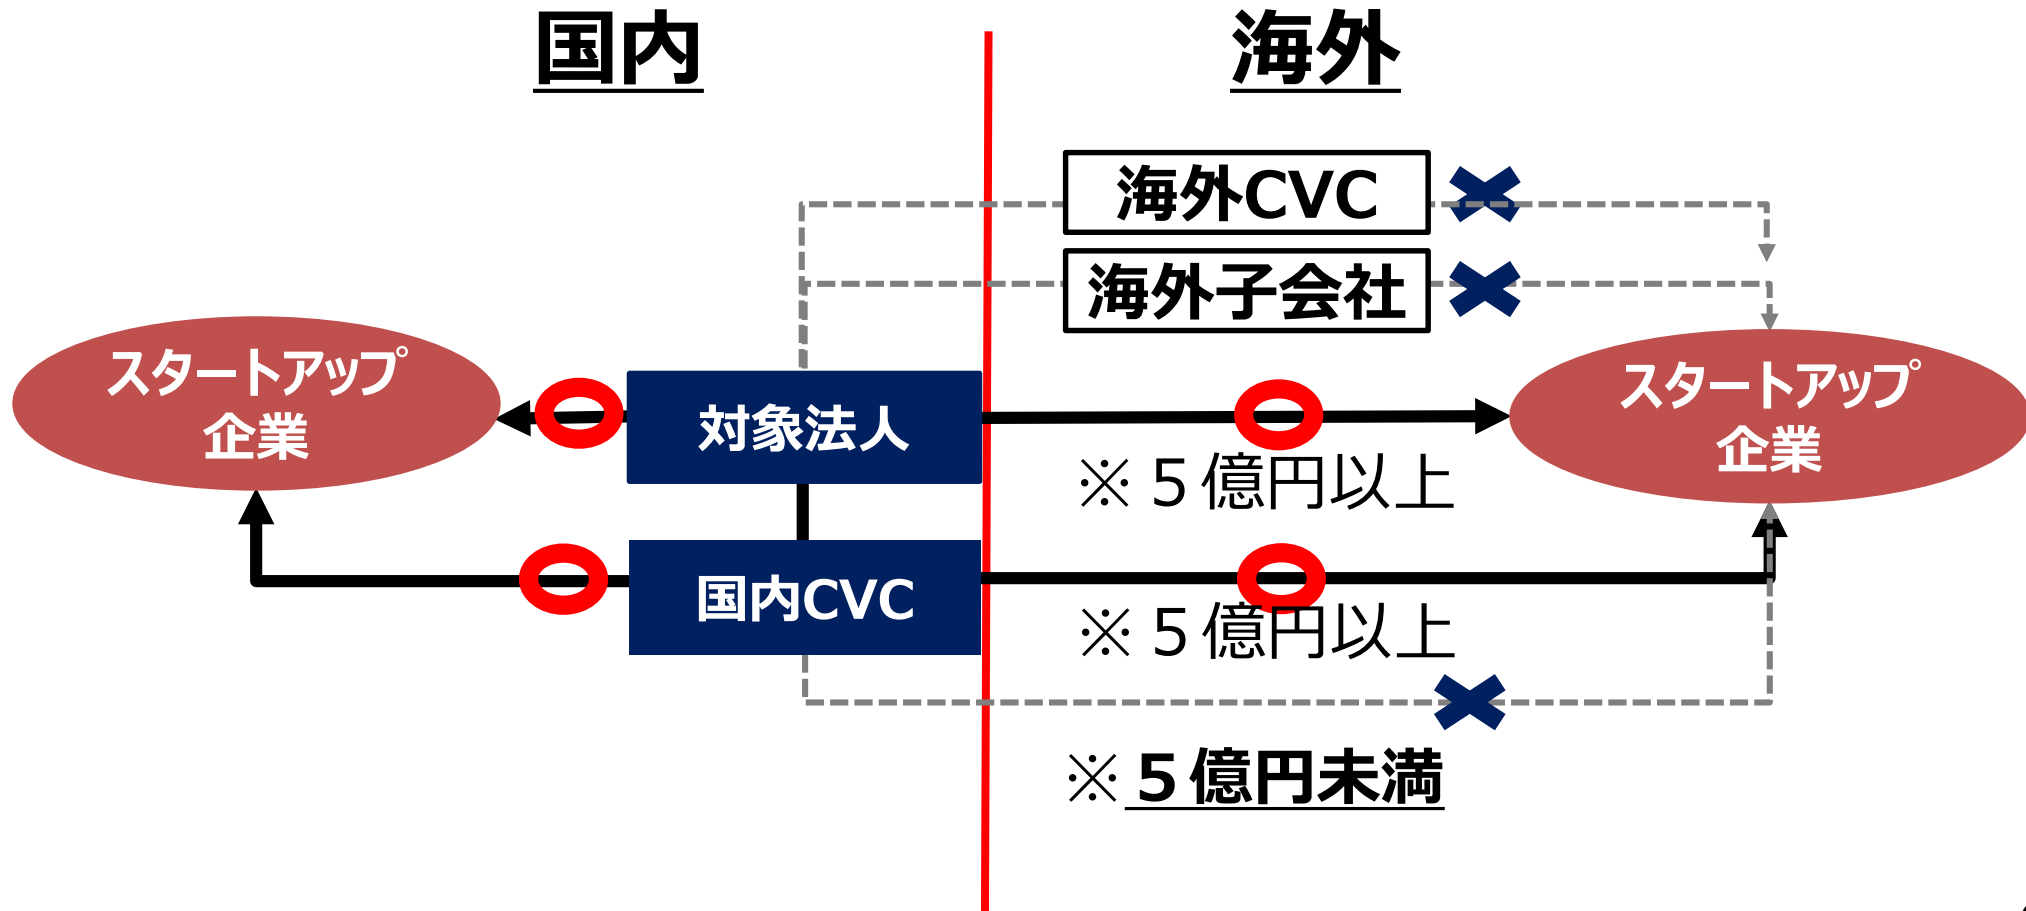 国内
海外
海外CVC
海外子会社
スタートアップ
企業
対象法人
スタートアップ
企業
※５億円以上
国内CVC
※５億円以上
※５億円未満